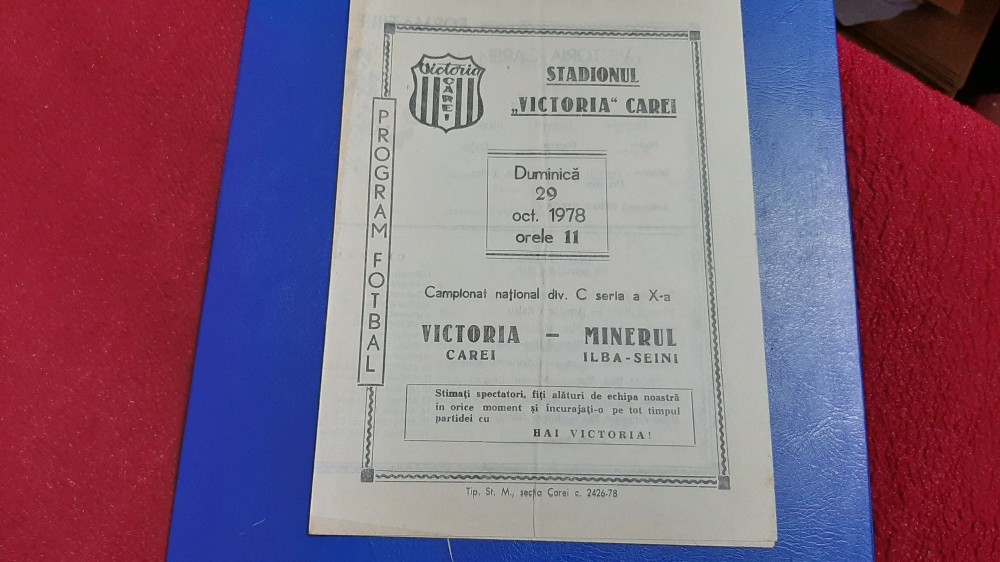 Victoria
CAREI
STADIONUL
„VICTORIA" CAREI
PROGRAM FOTBAL
Duminică
29
oct. 1978
orele 11
Campionat național div. C seria a X-a
VICTORIA — MINERUL
CAREI ILBA-SEINI
Stimați spectatori, fiți alături de echipa noastră
în orice moment și încurajați-o pe tot timpul
partidei cu
HAI VICTORIA!
Tip. St. M., secția Carei c. 2426-78